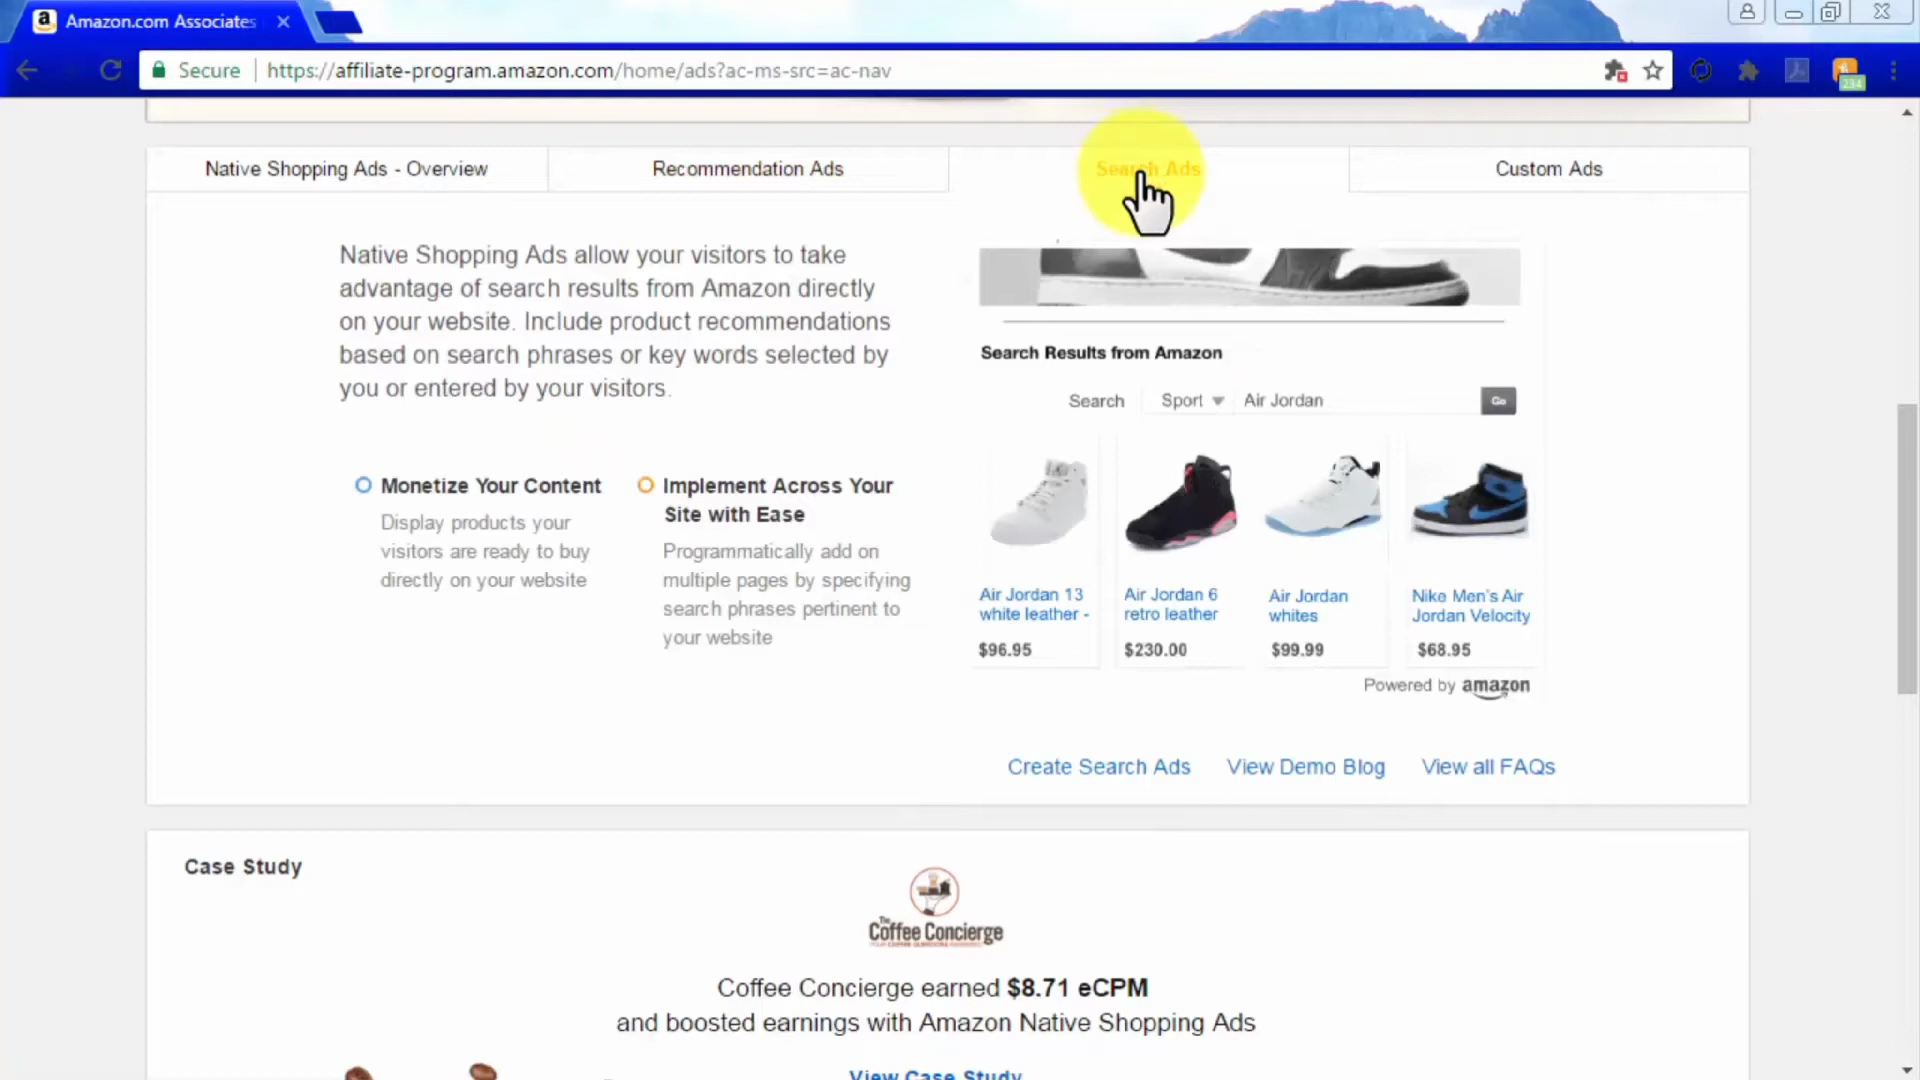 Amazon.com Associates
Secure https://affiliate-program.amazon.com/home/ads?ac-ms-src=ac-nav
234
Native Shopping Ads - Overview
Recommendation Ads
Search Ads
Custom Ads
Native Shopping Ads allow your visitors to take
advantage of search results from Amazon directly
on your website. Include product recommendations
based on search phrases or key words selected by
you or entered by your visitors.
Monetize Your Content
Display products your
visitors are ready to buy
directly on your website
Implement Across Your
Site with Ease
Programmatically add on
multiple pages by specifying
search phrases pertinent to
your website
Search Results from Amazon
Search Sport Air Jordan Go
Air Jordan 13
white leather -
$96.95
Air Jordan 6
retro leather
$230.00
Air Jordan
whites
$99.99
Nike Men's Air
Jordan Velocity
$68.95
Powered by amazon
Create Search Ads
View Demo Blog
View all FAQs
Case Study
The
Coffee Concierge
Coffee Concierge earned $8.71 eCPM
and boosted earnings with Amazon Native Shopping Ads
View Case Study